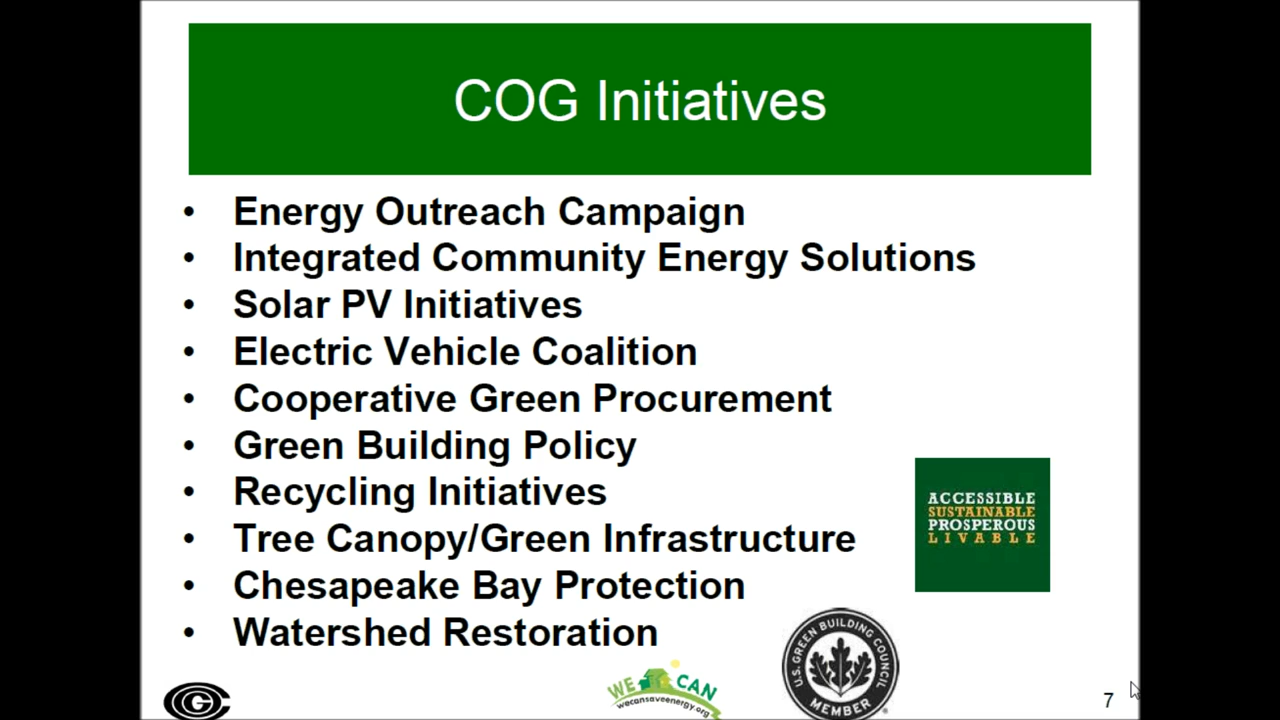 COG Initiatives
• Energy Outreach Campaign
• Integrated Community Energy Solutions
• Solar PV Initiatives
• Electric Vehicle Coalition
• Cooperative Green Procurement
• Green Building Policy
• Recycling Initiatives
• Tree Canopy/Green Infrastructure
• Chesapeake Bay Protection
• Watershed Restoration
ACCESSIBLE
SUSTAINABLE
PROSPEROUS
LIVABLE
U.S. GREEN BUILDING COUNCIL
MEMBER
®
WE CAN
wecansaveenergy.org
COG
7